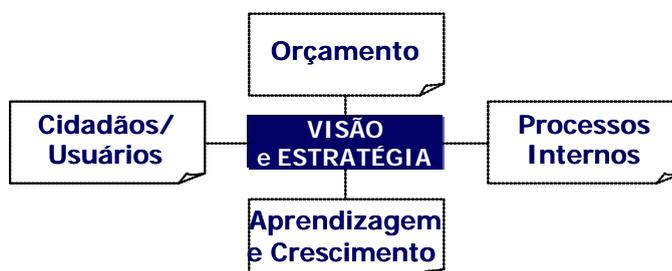 Orçamento
Cidadãos/
Usuários
VISÃO
e ESTRATÉGIA
Processos
Internos
Aprendizagem
e Crescimento